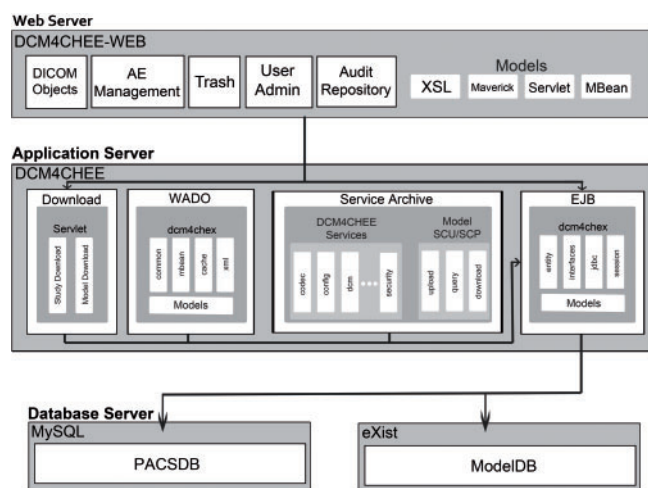 Web Server
DCM4CHEE-WEB
DICOM
Objects
AE
Management
Trash
User
Admin
Audit
Repository
Models
XSL
Maverick
Servlet
MBean
Application Server
DCM4CHEE
Download
Servlet
Study Download
Model Download
WADO
dcm4chex
common
mbean
cache
xml
Models
Service Archive
DCM4CHEE
Services
codec
config
dcm
security
Model
SCU/SCP
upload
query
download
EJB
dcm4chex
entity
interfaces
jdbc
session
Models
Database Server
MySQL
PACSDB
eXist
ModelDB